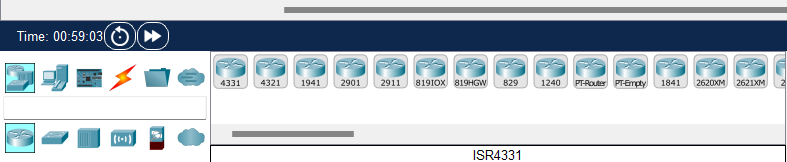 Time: 00:59:03
4331 4321 1941 2901 2911 819IOX 819HGW 829 1240 PT-Router PT-Empty 1841 2620XM 2621XM 2
ISR4331